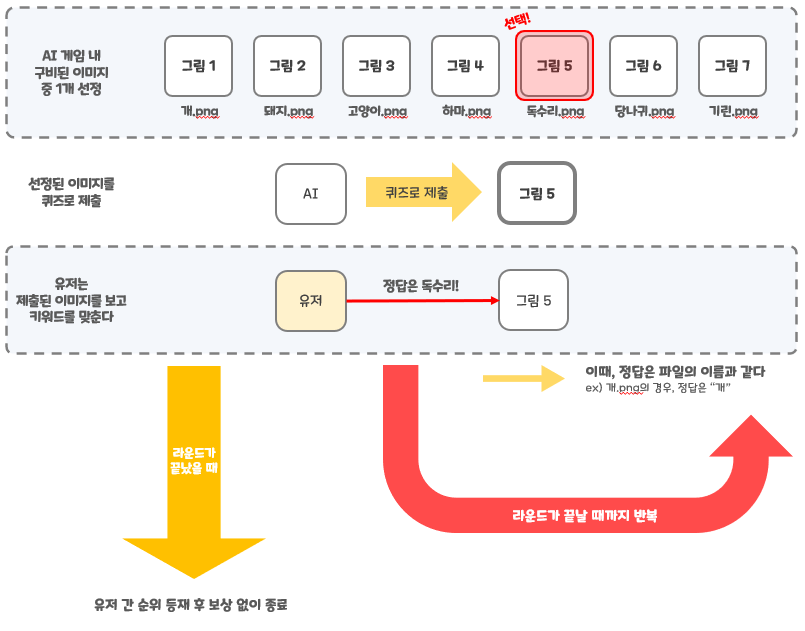 선택!
AI 게임 내
구비된 이미지
중 1개 선정
그림 1
그림 2
그림 3
그림 4
그림 5
그림 6
그림 7
개.png
돼지.png
고양이.png
하마.png
독수리.png
당나귀.png
기린.png
선정된 이미지를
퀴즈로 제출
AI
퀴즈로 제출
그림 5
유저는
제출된 이미지를 보고
키워드를 맞춘다
유저
정답은 독수리!
그림 5
이때, 정답은 파일의 이름과 같다
ex) 개.png의 경우, 정답은 “개”
라운드가
끝났을 때
라운드가 끝날 때까지 반복
유저 간 순위 등재 후 보상 없이 종료